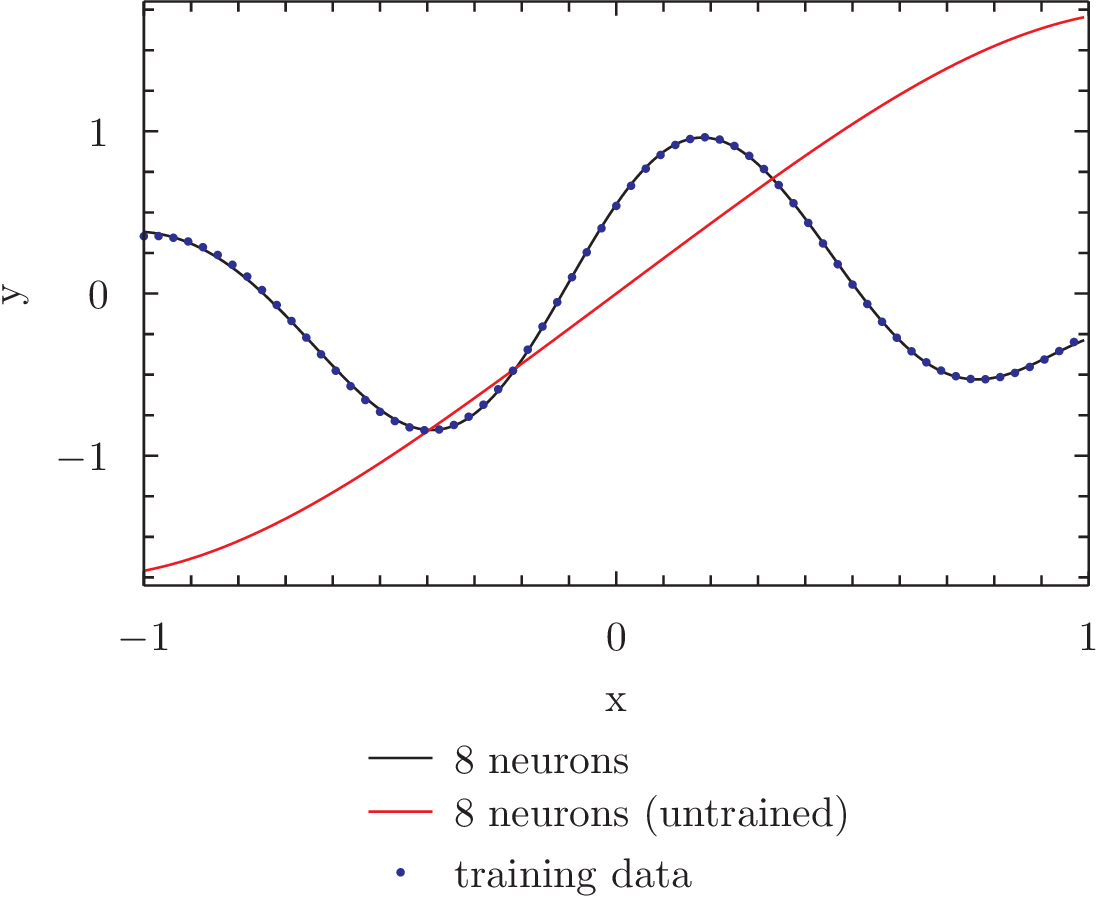 1
0
−1
y
−1 0 1
x
8 neurons
8 neurons (untrained)
training data